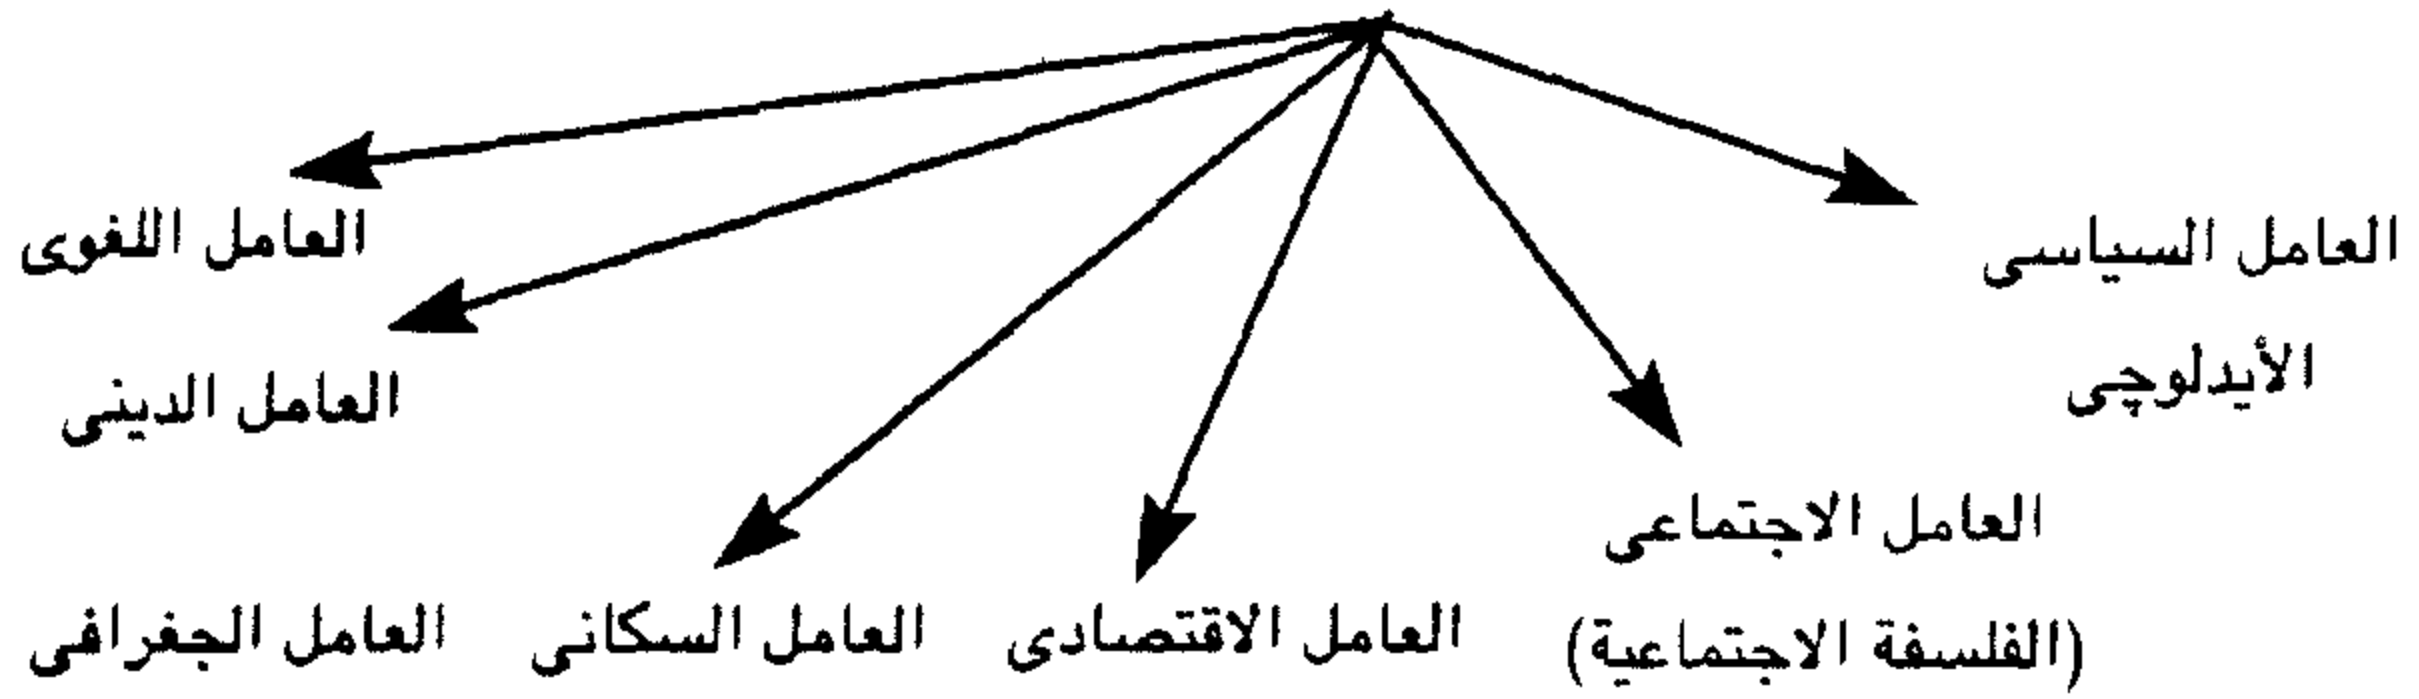 العامل السياسى
الأيدلوچى
العامل الاجتماعى
(الفلسفة الاجتماعية)
العامل الاقتصادى
العامل السكانى
العامل الجغرافى
العامل الدينى
العامل اللغوى